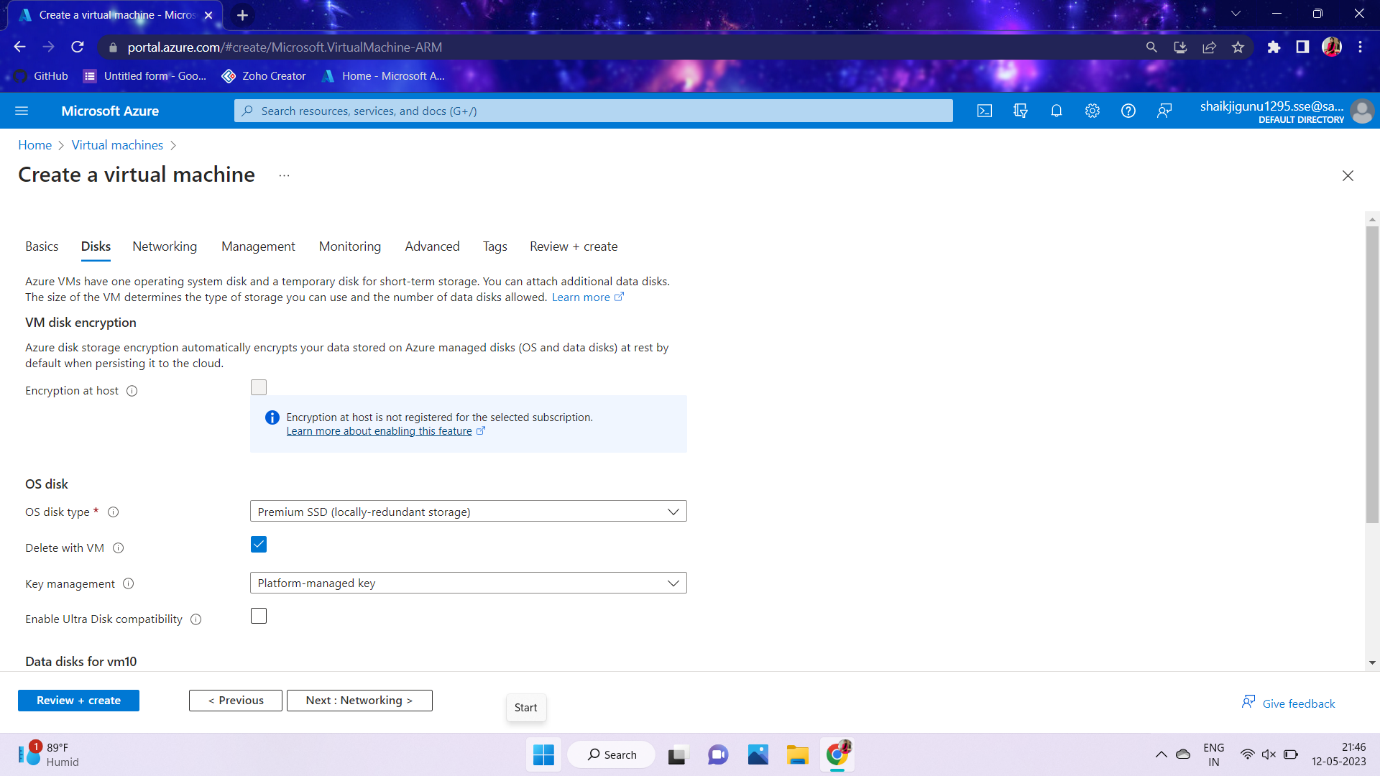 Create a virtual machine - Micros
portal.azure.com/#create/Microsoft.VirtualMachine-ARM
GitHub
Untitled form - Goo...
Zoho Creator
Home - Microsoft A...
Microsoft Azure
Search resources, services, and docs (G+/)
shaikjigunu1295.sse@sa...
DEFAULT DIRECTORY
Home > Virtual machines >
Create a virtual machine ...
Basics Disks Networking Management Monitoring Advanced Tags Review + create
Azure VMs have one operating system disk and a temporary disk for short-term storage. You can attach additional data disks.
The size of the VM determines the type of storage you can use and the number of data disks allowed. Learn more
VM disk encryption
Azure disk storage encryption automatically encrypts your data stored on Azure managed disks (OS and data disks) at rest by
default when persisting it to the cloud.
Encryption at host
Encryption at host is not registered for the selected subscription.
Learn more about enabling this feature
OS disk
OS disk type *
Premium SSD (locally-redundant storage)
Delete with VM
Key management
Platform-managed key
Enable Ultra Disk compatibility
Data disks for vm10
Review + create
< Previous
Next : Networking >
Start
Give feedback
1
89°F
Humid
Search
ENG
IN
21:46
12-05-2023